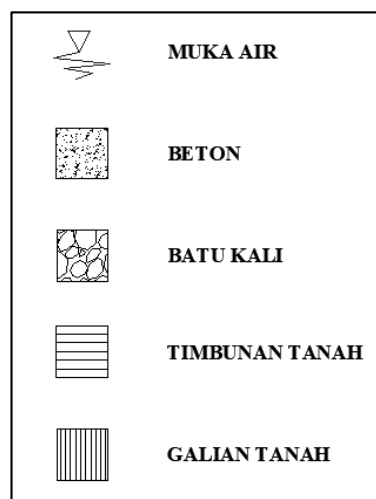 MUKA AIR
BETON
BATU KALI
TIMBUNAN TANAH
GALIAN TANAH